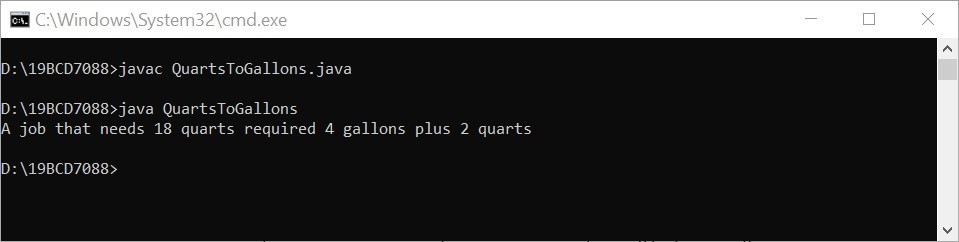 C:\Windows\System32\cmd.exe
D:\19BCD7088>javac QuartsToGallons.java
D:\19BCD7088>java QuartsToGallons
A job that needs 18 quarts required 4 gallons plus 2 quarts
D:\19BCD7088>